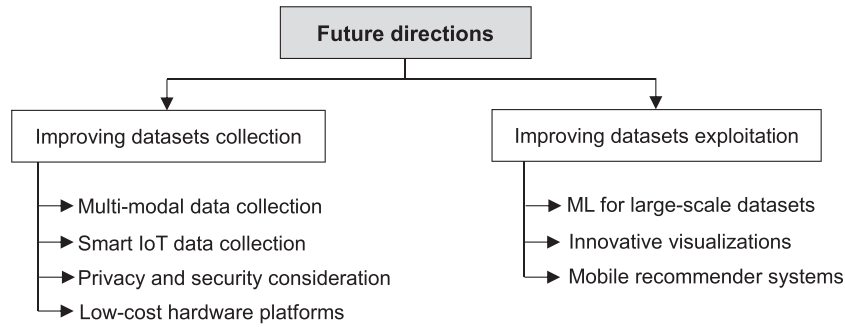 Future directions
Improving datasets collection
Multi-modal data collection
Smart IoT data collection
Privacy and security consideration
Low-cost hardware platforms
Improving datasets exploitation
ML for large-scale datasets
Innovative visualizations
Mobile recommender systems